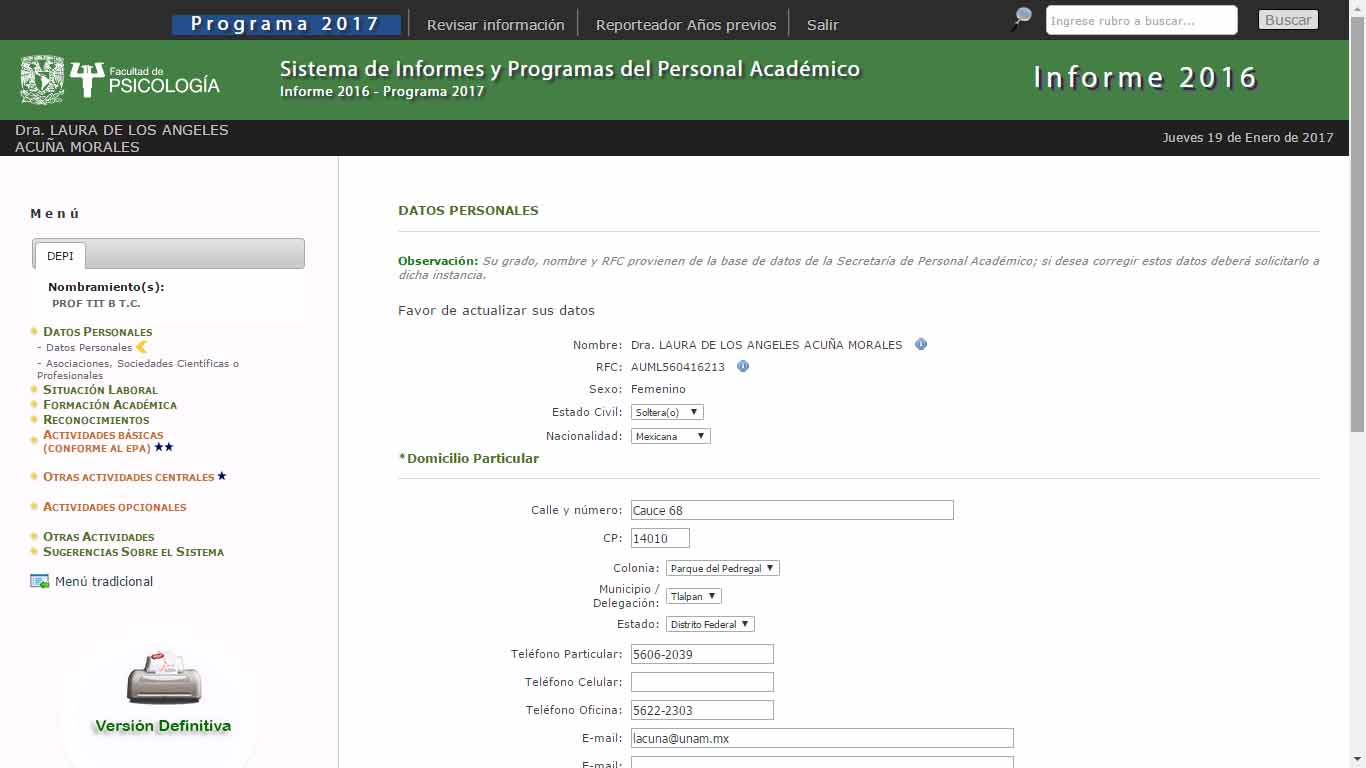 Programa 2017
Revisar información
Reporteador Años previos
Salir
Ingrese rubro a buscar...
Buscar
Facultad de
PSICOLOGÍA
Sistema de Informes y Programas del Personal Académico
Informe 2016 - Programa 2017
Informe 2016
Dra. LAURA DE LOS ANGELES
ACUÑA MORALES
Jueves 19 de Enero de 2017
Menú
DEPI
Nombramiento(s):
PROF TIT B T.C.
DATOS PERSONALES
- Datos Personales
- Asociaciones, Sociedades Científicas o
Profesionales
SITUACIÓN LABORAL
FORMACIÓN ACADÉMICA
RECONOCIMIENTOS
ACTIVIDADES BÁSICAS
(CONFORME AL EPA) ★★
OTRAS ACTIVIDADES CENTRALES ★
ACTIVIDADES OPCIONALES
OTRAS ACTIVIDADES
SUGERENCIAS SOBRE EL SISTEMA
Menú tradicional
Versión Definitiva
DATOS PERSONALES
Observación: Su grado, nombre y RFC provienen de la base de datos de la Secretaría de Personal Académico; si desea corregir estos datos deberá solicitarlo a
dicha instancia.
Favor de actualizar sus datos
Nombre: Dra. LAURA DE LOS ANGELES ACUÑA MORALES
RFC: AUML560416213
Sexo: Femenino
Estado Civil: Soltera(o)
Nacionalidad: Mexicana
*Domicilio Particular
Calle y número: Cauce 68
CP: 14010
Colonia: Parque del Pedregal
Municipio /
Delegación: Tlalpan
Estado: Distrito Federal
Teléfono Particular: 5606-2039
Teléfono Celular:
Teléfono Oficina: 5622-2303
E-mail: lacuna@unam.mx
E-mail: